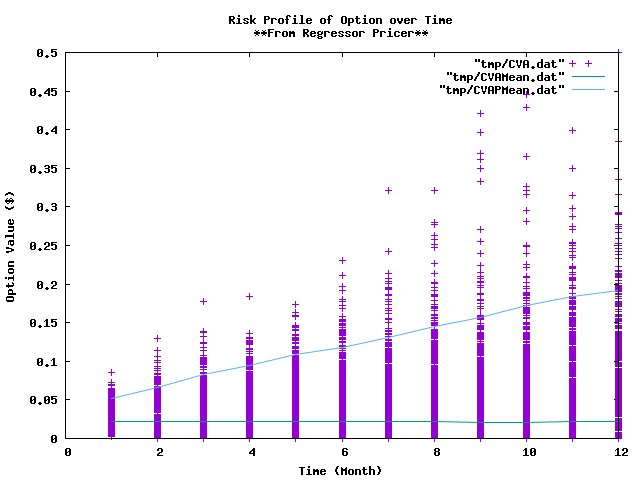 Risk Profile of Option over Time
**From Regressor Pricer**
"tmp/CVA.dat"
"tmp/CVAMean.dat"
"tmp/CVAPMean.dat"
0.5
0.45
0.4
0.35
0.3
0.25
0.2
0.15
0.1
0.05
0
Option Value ($)
0 2 4 6 8 10 12
Time (Month)